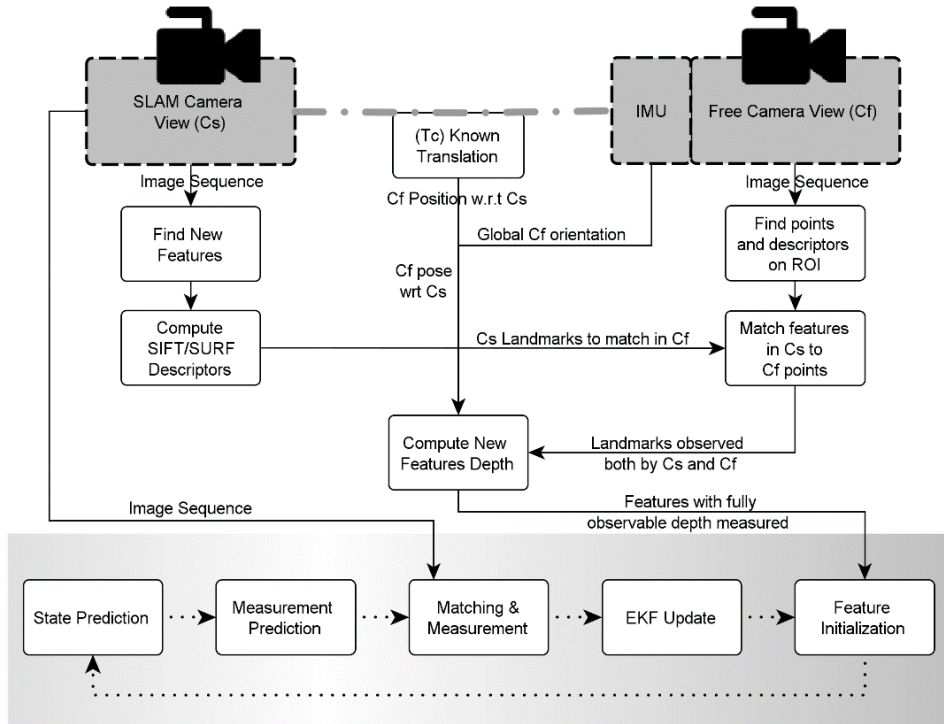 SLAM Camera
View (Cs)
IMU
Free Camera View (Cf)
(Tc) Known
Translation
Image Sequence
Cf Position w.r.t Cs
Image Sequence
Find New
Features
Global Cf orientation
Find points
and descriptors
on ROI
Cf pose
wrt Cs
Compute
SIFT/SURF
Descriptors
Cs Landmarks to match in Cf
Match features
in Cs to
Cf points
Compute New
Features Depth
Landmarks observed
both by Cs and Cf
Image Sequence
Features with fully
observable depth measured
State Prediction
Measurement
Prediction
Matching &
Measurement
EKF Update
Feature
Initialization